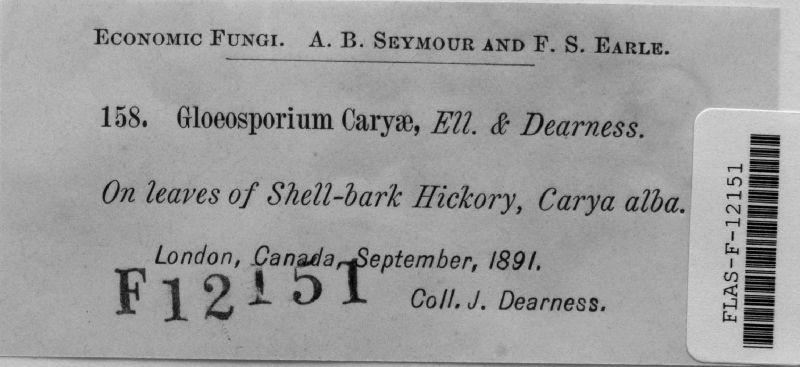 Economic Fungi. A. B. Seymour and F. S. Earle.
158. Gloeosporium Caryæ, Ell. & Dearness.
On leaves of Shell-bark Hickory, Carya alba.
London, Canada, September, 1891.
F12151
Coll. J. Dearness.
FLAS-F-12151